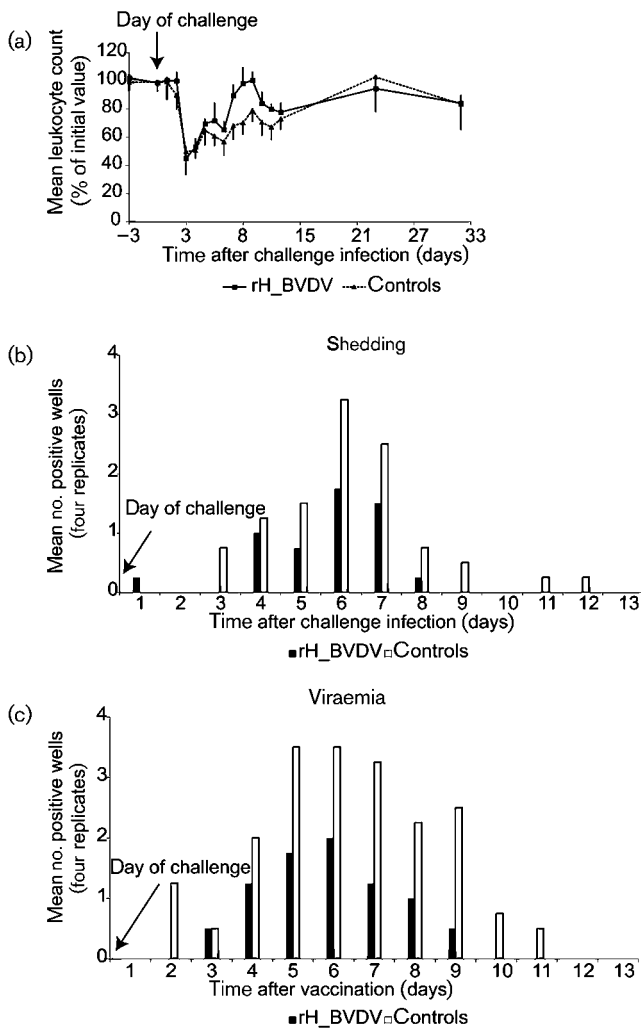 (a)
Day of challenge
Mean leukocyte count
(% of initial value)
120
100
80
60
40
20
0
−3 3 8 15 21 27 33
Time after challenge infection (days)
rH_BVDV Controls
(b)
Shedding
Mean no. positive wells
(four replicates)
4
3
2
1
0
Day of challenge
1 2 3 4 5 6 7 8 9 10 11 12 13
Time after challenge infection (days)
rH_BVDV Controls
(c)
Viraemia
Mean no. positive wells
(four replicates)
4
3
2
1
0
Day of challenge
1 2 3 4 5 6 7 8 9 10 11 12 13
Time after vaccination (days)
rH_BVDV Controls